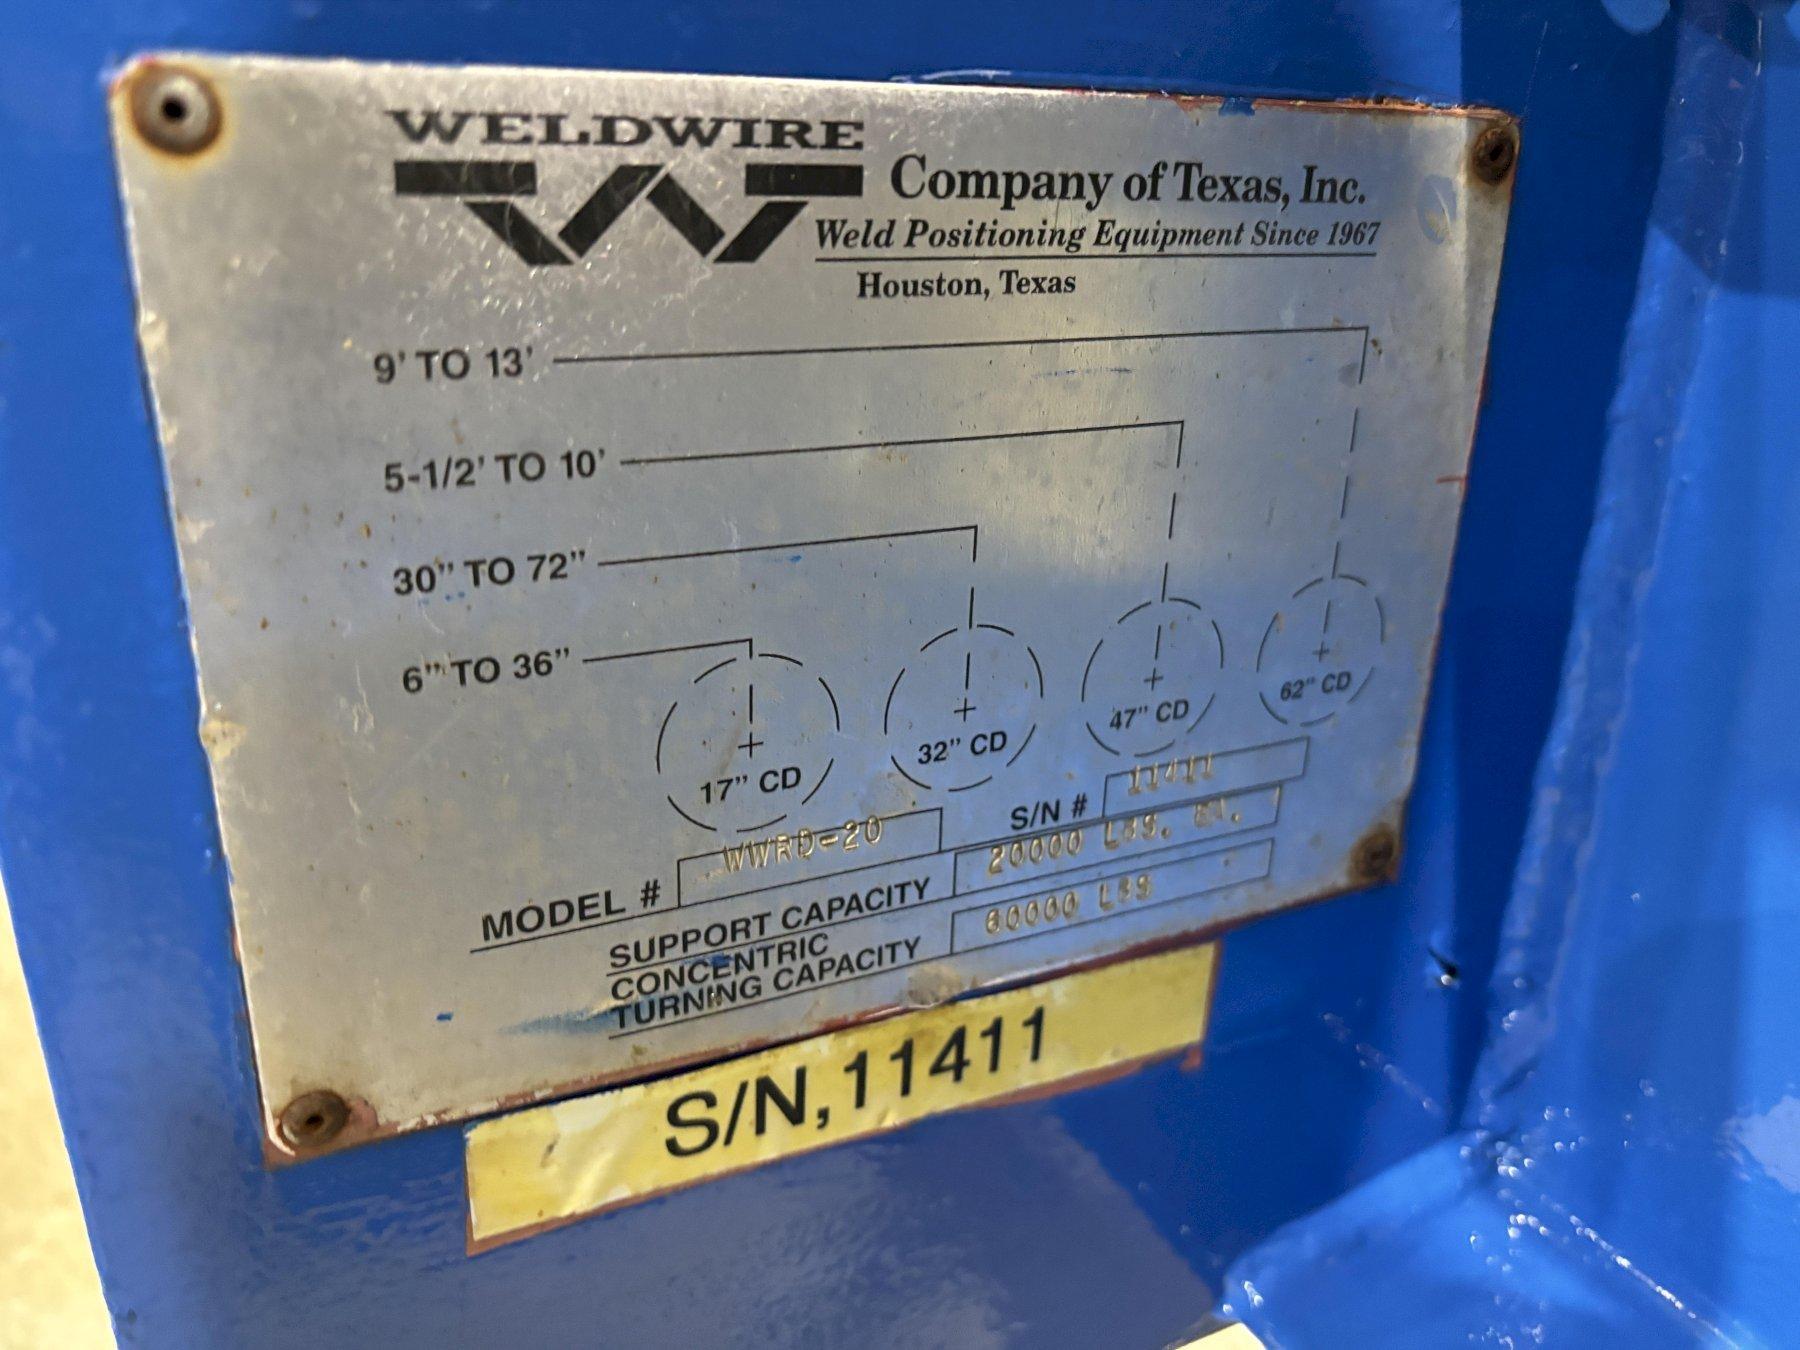 WELDWIRE
Company of Texas, Inc.
Weld Positioning Equipment Since 1967
Houston, Texas
9' TO 13'
5-1/2' TO 10'
30" TO 72"
6" TO 36"
17" CD
32" CD
47" CD
62" CD
MODEL # WWRD-20
S/N # 11411
SUPPORT CAPACITY 20000 LBS. EA.
CONCENTRIC
TURNING CAPACITY 60000 LBS
S/N, 11411